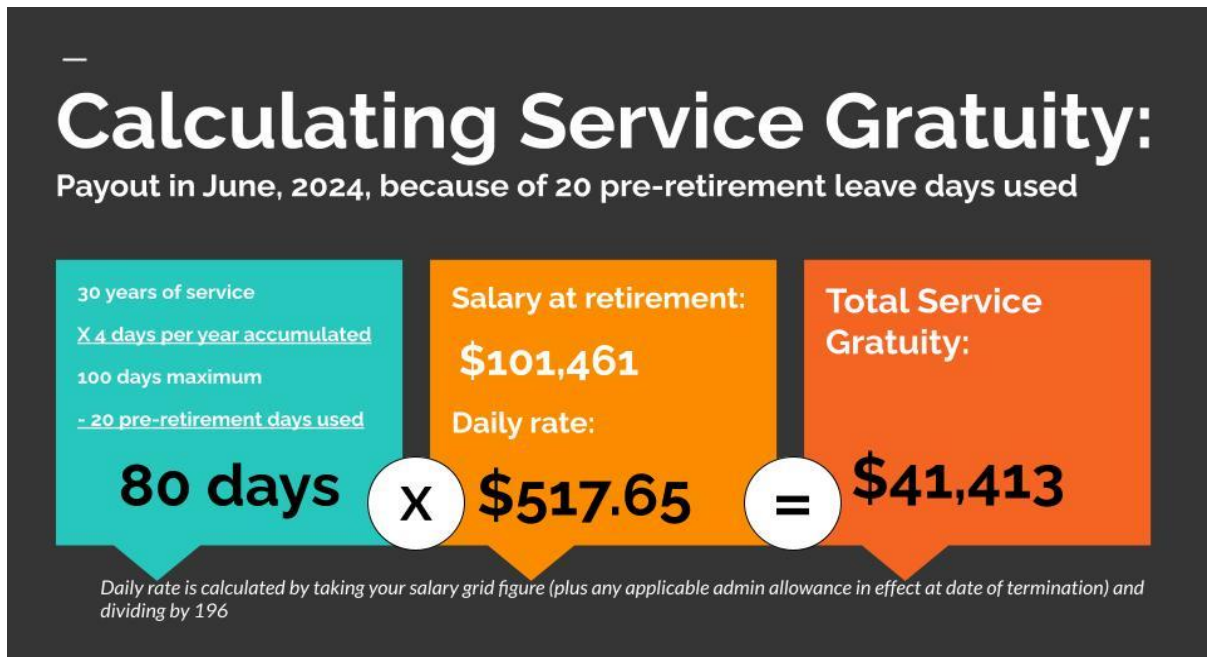 Calculating Service Gratuity:
Payout in June, 2024, because of 20 pre-retirement leave days used
30 years of service
X 4 days per year accumulated
100 days maximum
- 20 pre-retirement days used
80 days
X
Salary at retirement:
$101,461
Daily rate:
$517.65
=
Total Service
Gratuity:
$41,413
Daily rate is calculated by taking your salary grid figure (plus any applicable admin allowance in effect at date of termination) and
dividing by 196